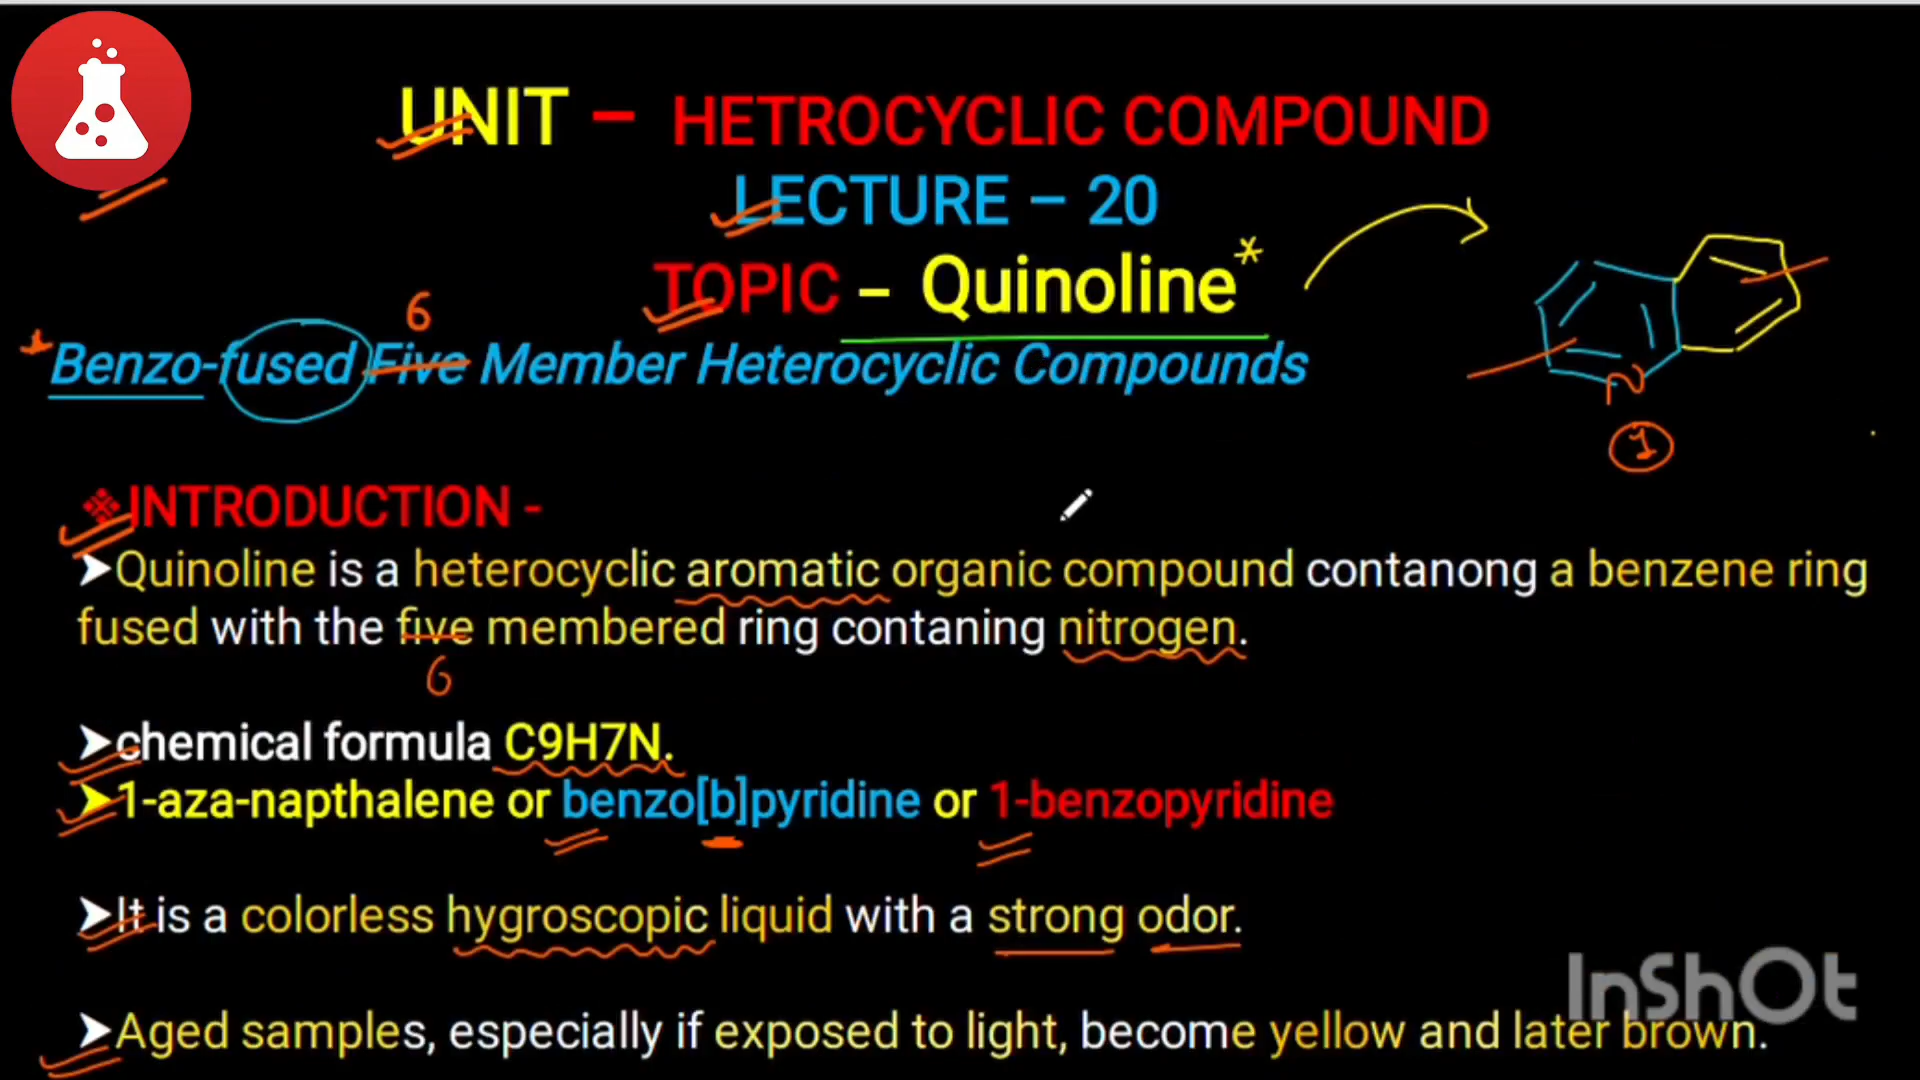 UNIT – HETROCYCLIC COMPOUND
LECTURE – 20
TOPIC – Quinoline*
6
Benzo-fused Five Member Heterocyclic Compounds
N
1
❖INTRODUCTION -
➤Quinoline is a heterocyclic aromatic organic compound contanong a benzene ring
fused with the five membered ring contaning nitrogen.
6
➤chemical formula C9H7N.
➤1-aza-napthalene or benzo[b]pyridine or 1-benzopyridine
➤It is a colorless hygroscopic liquid with a strong odor.
InShOt
➤Aged samples, especially if exposed to light, become yellow and later brown.